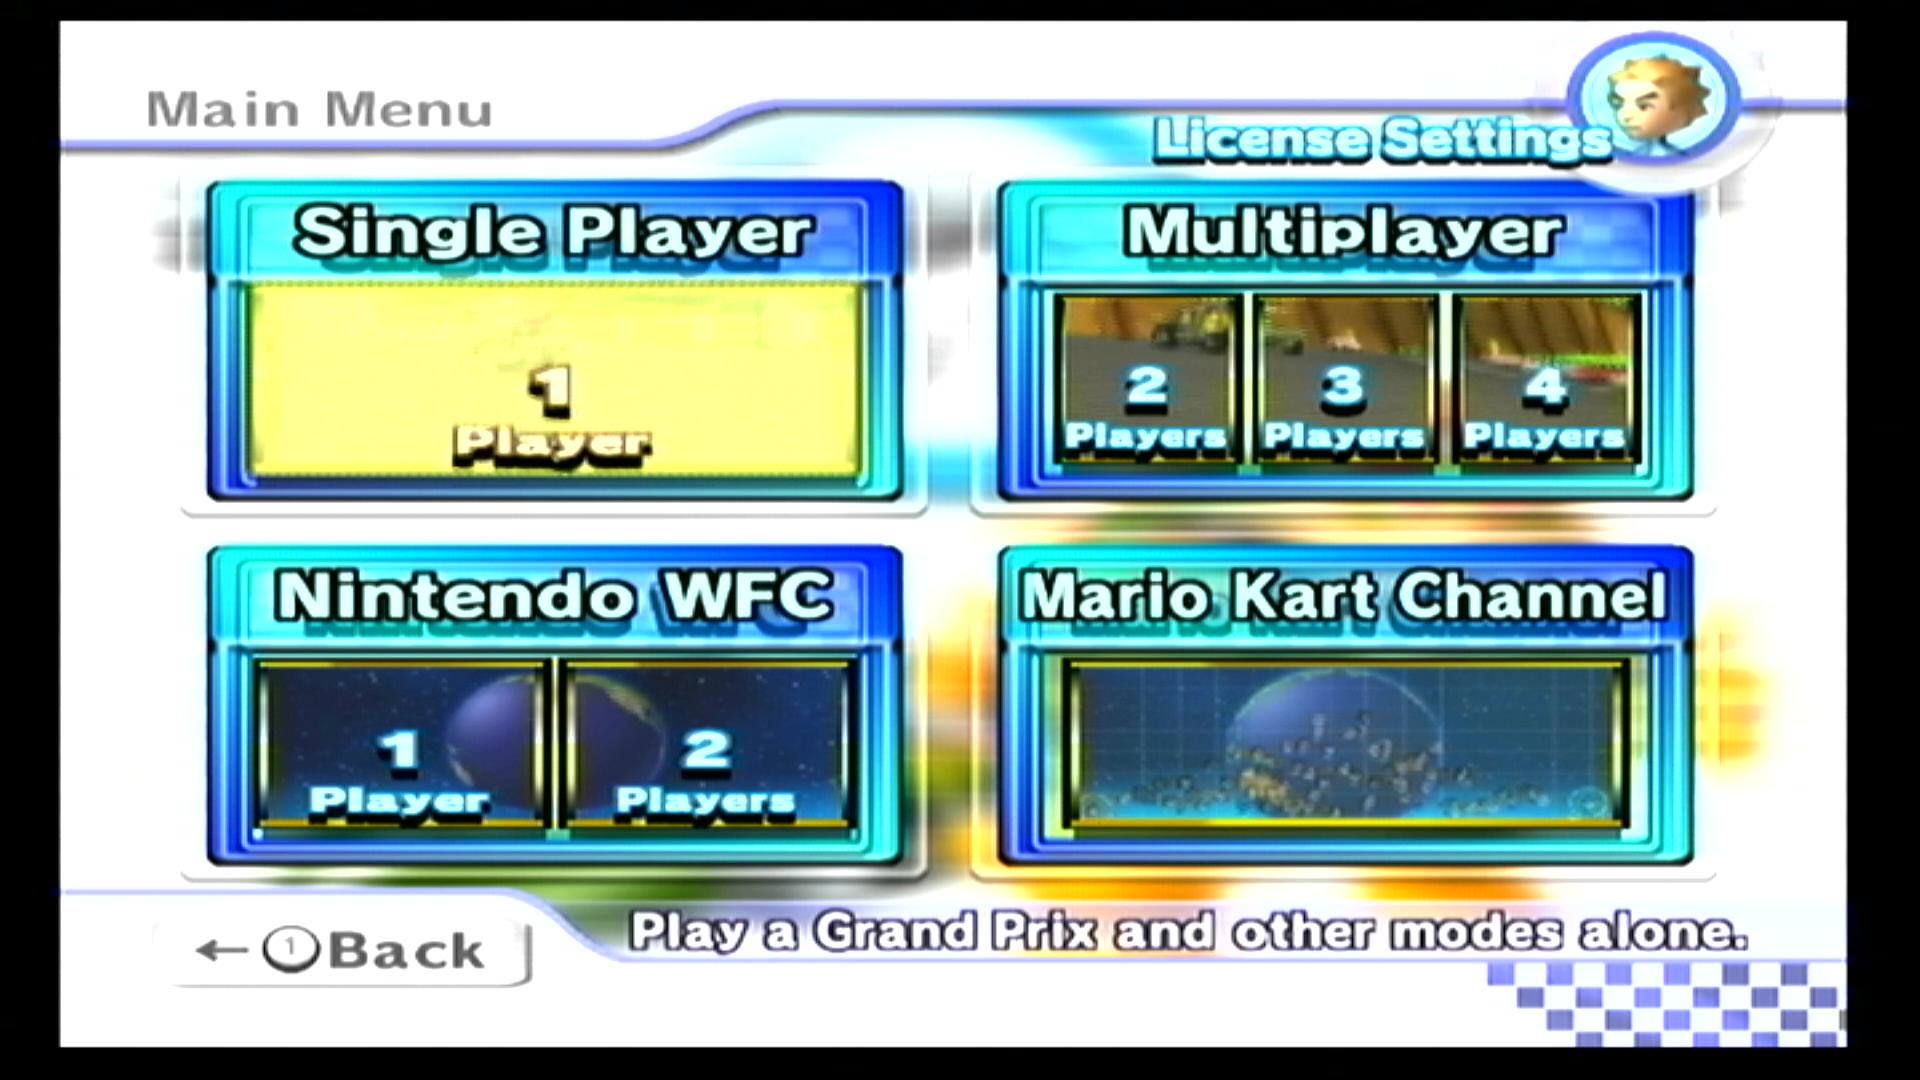 Main Menu
License Settings
Single Player
1
Player
Multiplayer
2
Players
3
Players
4
Players
Nintendo WFC
1
Player
2
Players
Mario Kart Channel
← 1 Back
Play a Grand Prix and other modes alone.